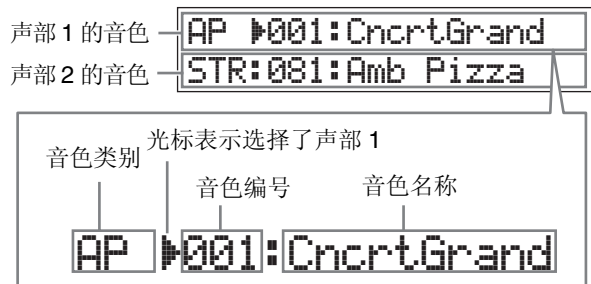 声部 1 的音色
AP ▶001:CncrtGrand
声部 2 的音色
STR:081:Amb Pizza
光标表示选择了声部 1
音色类别
音色编号
音色名称
AP ▶001:CncrtGrand